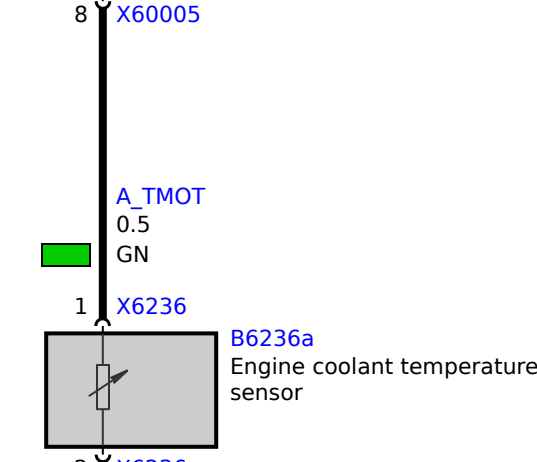 8 X60005
A_TMOT
0.5
GN
1 X6236
B6236a
Engine coolant temperature
sensor